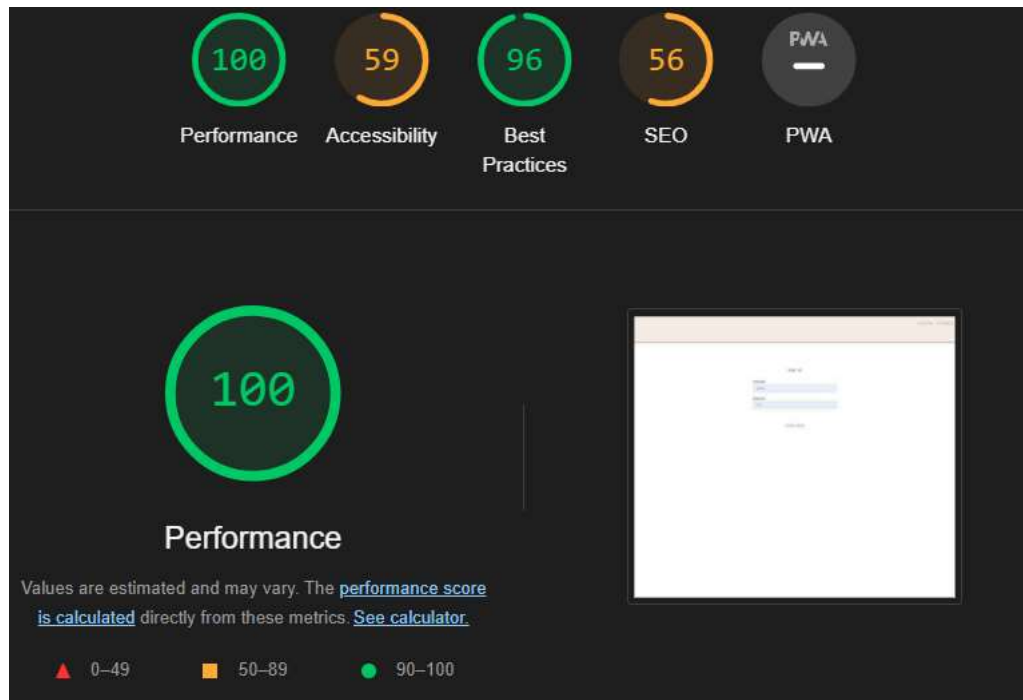 100
59
96
56
PWA
Performance
Accessibility
Best
Practices
SEO
PWA
100
Performance
Values are estimated and may vary. The performance score
is calculated directly from these metrics. See calculator.
0–49
50–89
90–100